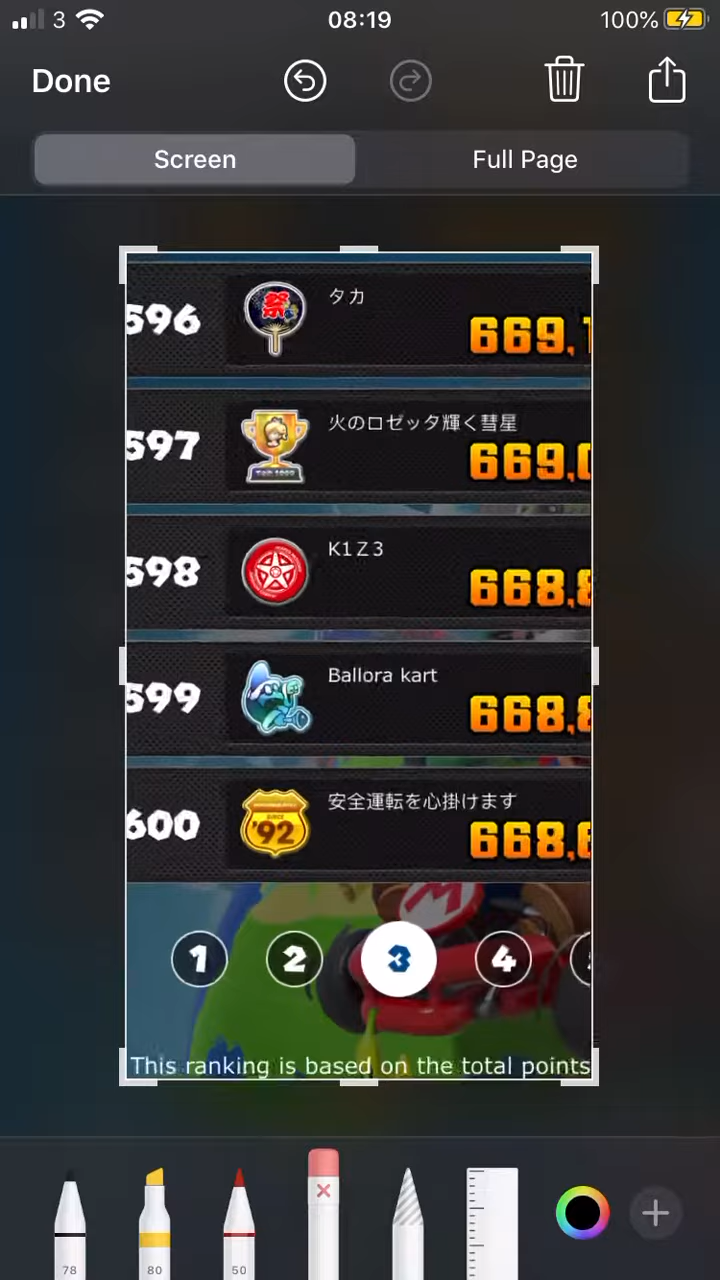 3 08:19 100%
Done
Screen Full Page
596 祭 タカ 669,1
597 火のロゼッタ輝く彗星 669,0
598 K1Z3 668,8
599 Ballora kart 668,8
600 SINCE '92 安全運転を心掛けます 668,6
M
1 2 3 4
This ranking is based on the total points
78 80 50